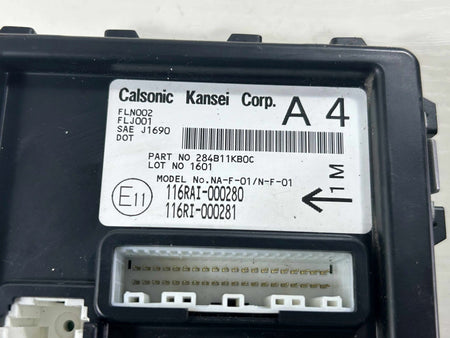 Calsonic Kansei Corp.
A 4
FLN002
FLJ001
SAE J1690
DOT
PART NO 284B11KB0C
LOT NO 1601
MODEL No.NA-F-01/N-F-01
E11
116RAI-000280
116RI-000281
1M